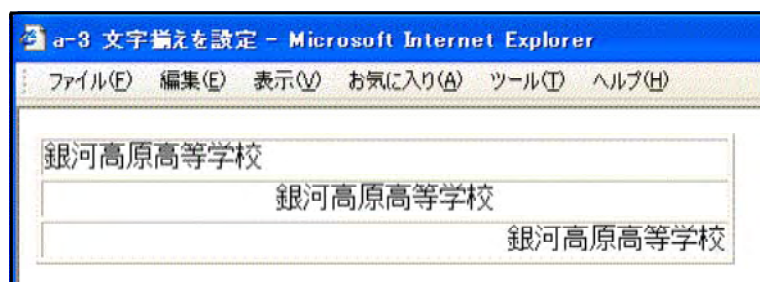 a-3 文字揃えを設定 - Microsoft Internet Explorer
ファイル(F) 編集(E) 表示(V) お気に入り(A) ツール(T) ヘルプ(H)
銀河高原高等学校
銀河高原高等学校
銀河高原高等学校